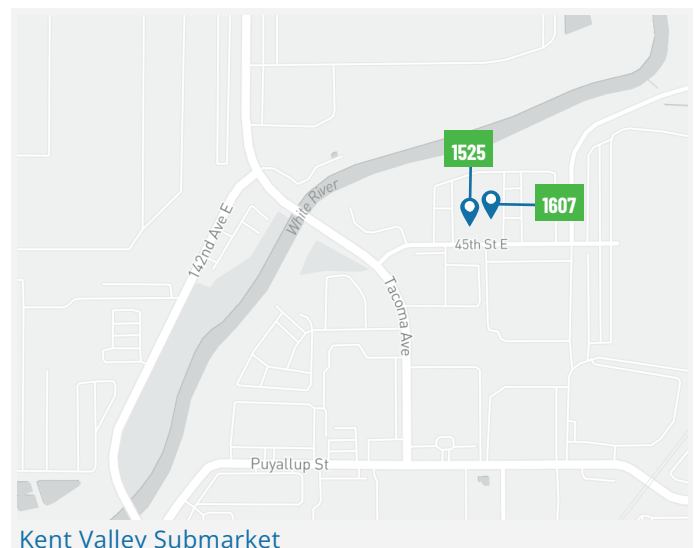 1525
1607
White River
142nd Ave E
45th St E
Tacoma Ave
Puyallup St
Kent Valley Submarket